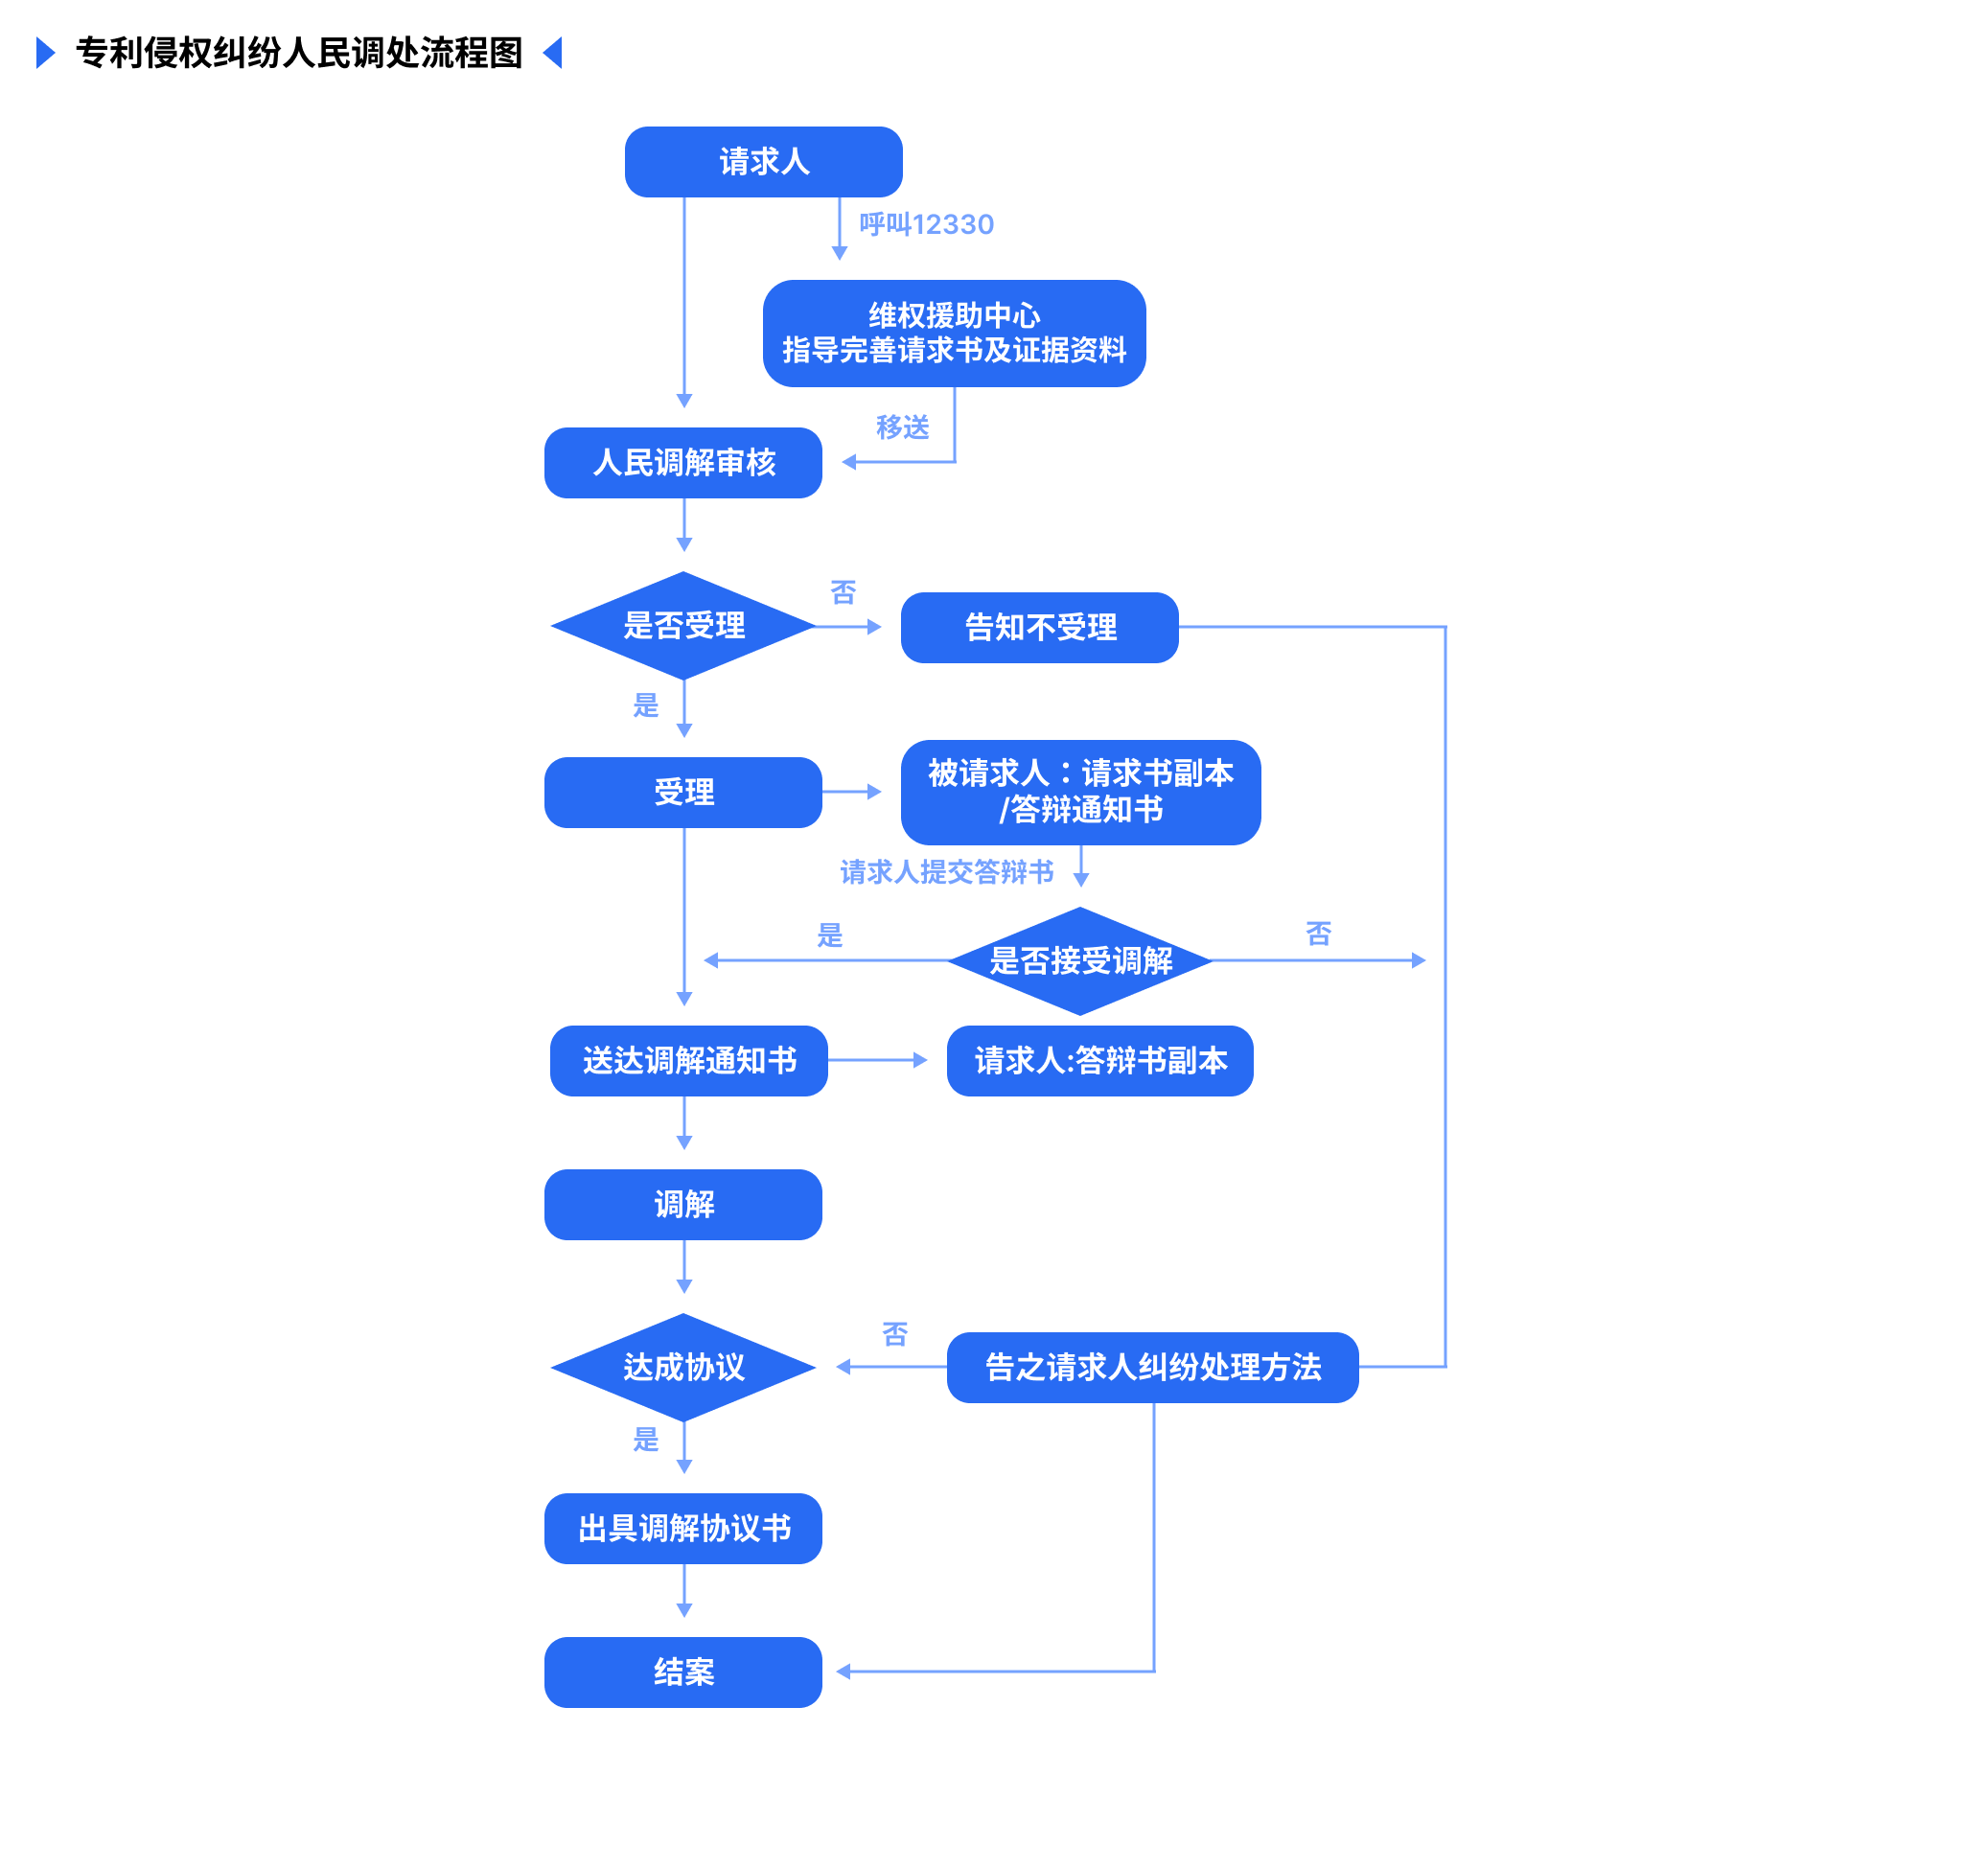 专利侵权纠纷人民调处流程图
请求人
呼叫12330
维权援助中心
指导完善请求书及证据资料
移送
人民调解审核
是否受理
否
告知不受理
是
受理
被请求人：请求书副本
/答辩通知书
请求人提交答辩书
是
是否接受调解
否
送达调解通知书
请求人:答辩书副本
调解
达成协议
否
告之请求人纠纷处理方法
是
出具调解协议书
结案